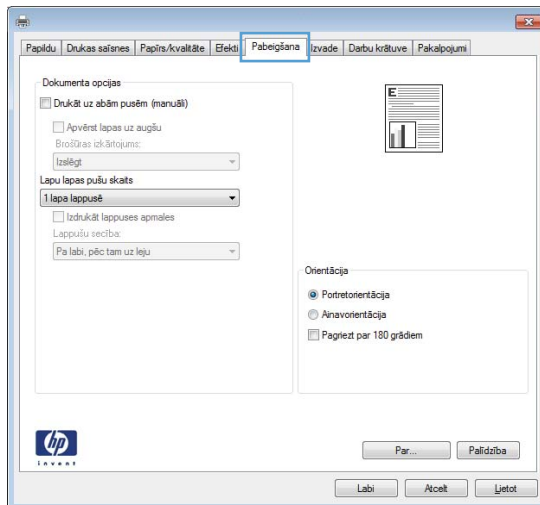 Papildu Drukas saīsnes Papīrs/kvalitāte Efekti Pabeigšana Izvade Darbu krātuve Pakalpojumi
Dokumenta opcijas
Drukāt uz abām pusēm (manuāli)
Apvērst lapas uz augšu
Brošūras izkārtojums:
Izslēgt
Lapu lapas pušu skaits
1 lapa lappusē
Izdrukāt lappuses apmales
Lappušu secība:
Pa labi, pēc tam uz leju
E
Orientācija
Portretorientācija
Ainavorientācija
Pagriezt par 180 grādiem
hp
invent
Par... Palīdzība
Labi Atcelt Lietot